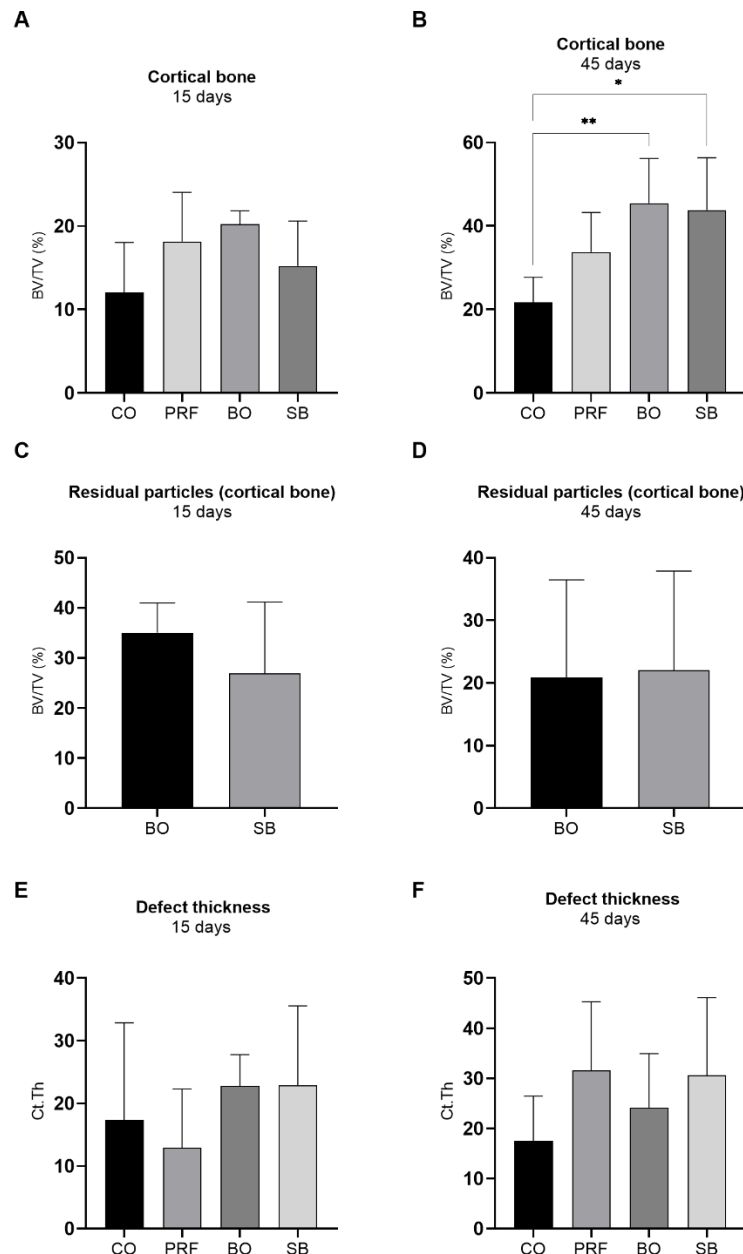 A
Cortical bone
15 days
BV/TV (%)
30
20
10
0
CO PRF BO SB
B
Cortical bone
45 days
*
**
BV/TV (%)
60
40
20
0
CO PRF BO SB
C
Residual particles (cortical bone)
15 days
BV/TV (%)
50
40
30
20
10
0
BO SB
D
Residual particles (cortical bone)
45 days
BV/TV (%)
40
30
20
10
0
BO SB
E
Defect thickness
15 days
Ct.Th
40
30
20
10
0
CO PRF BO SB
F
Defect thickness
45 days
Ct.Th
50
40
30
20
10
0
CO PRF BO SB